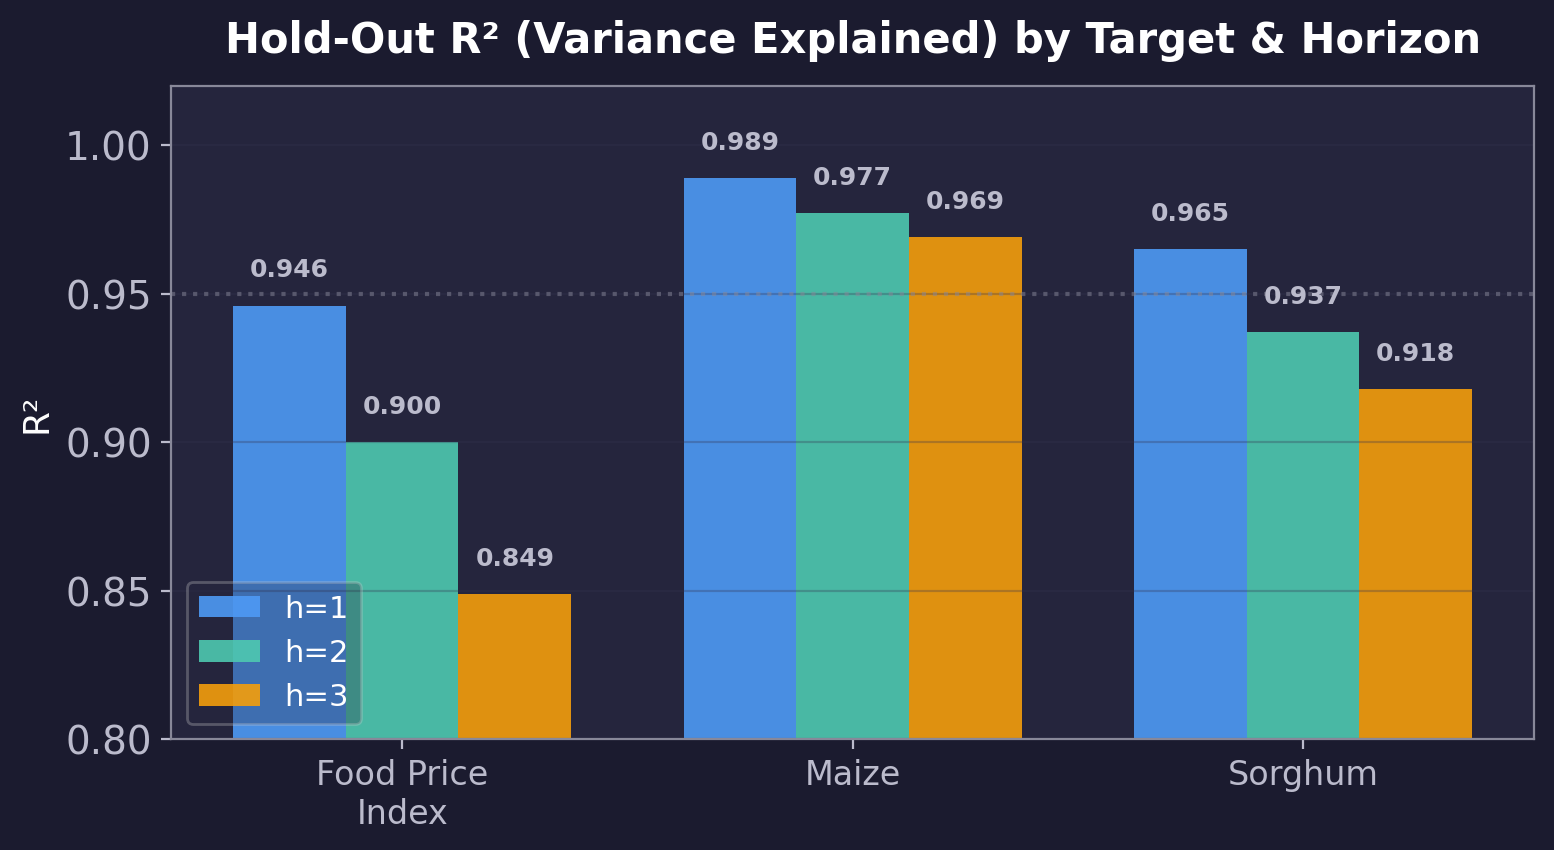 Hold-Out R² (Variance Explained) by Target & Horizon
R²
1.00
0.95
0.90
0.85
0.80
0.946
0.900
0.849
0.989
0.977
0.969
0.965
0.937
0.918
h=1
h=2
h=3
Food Price
Index
Maize
Sorghum